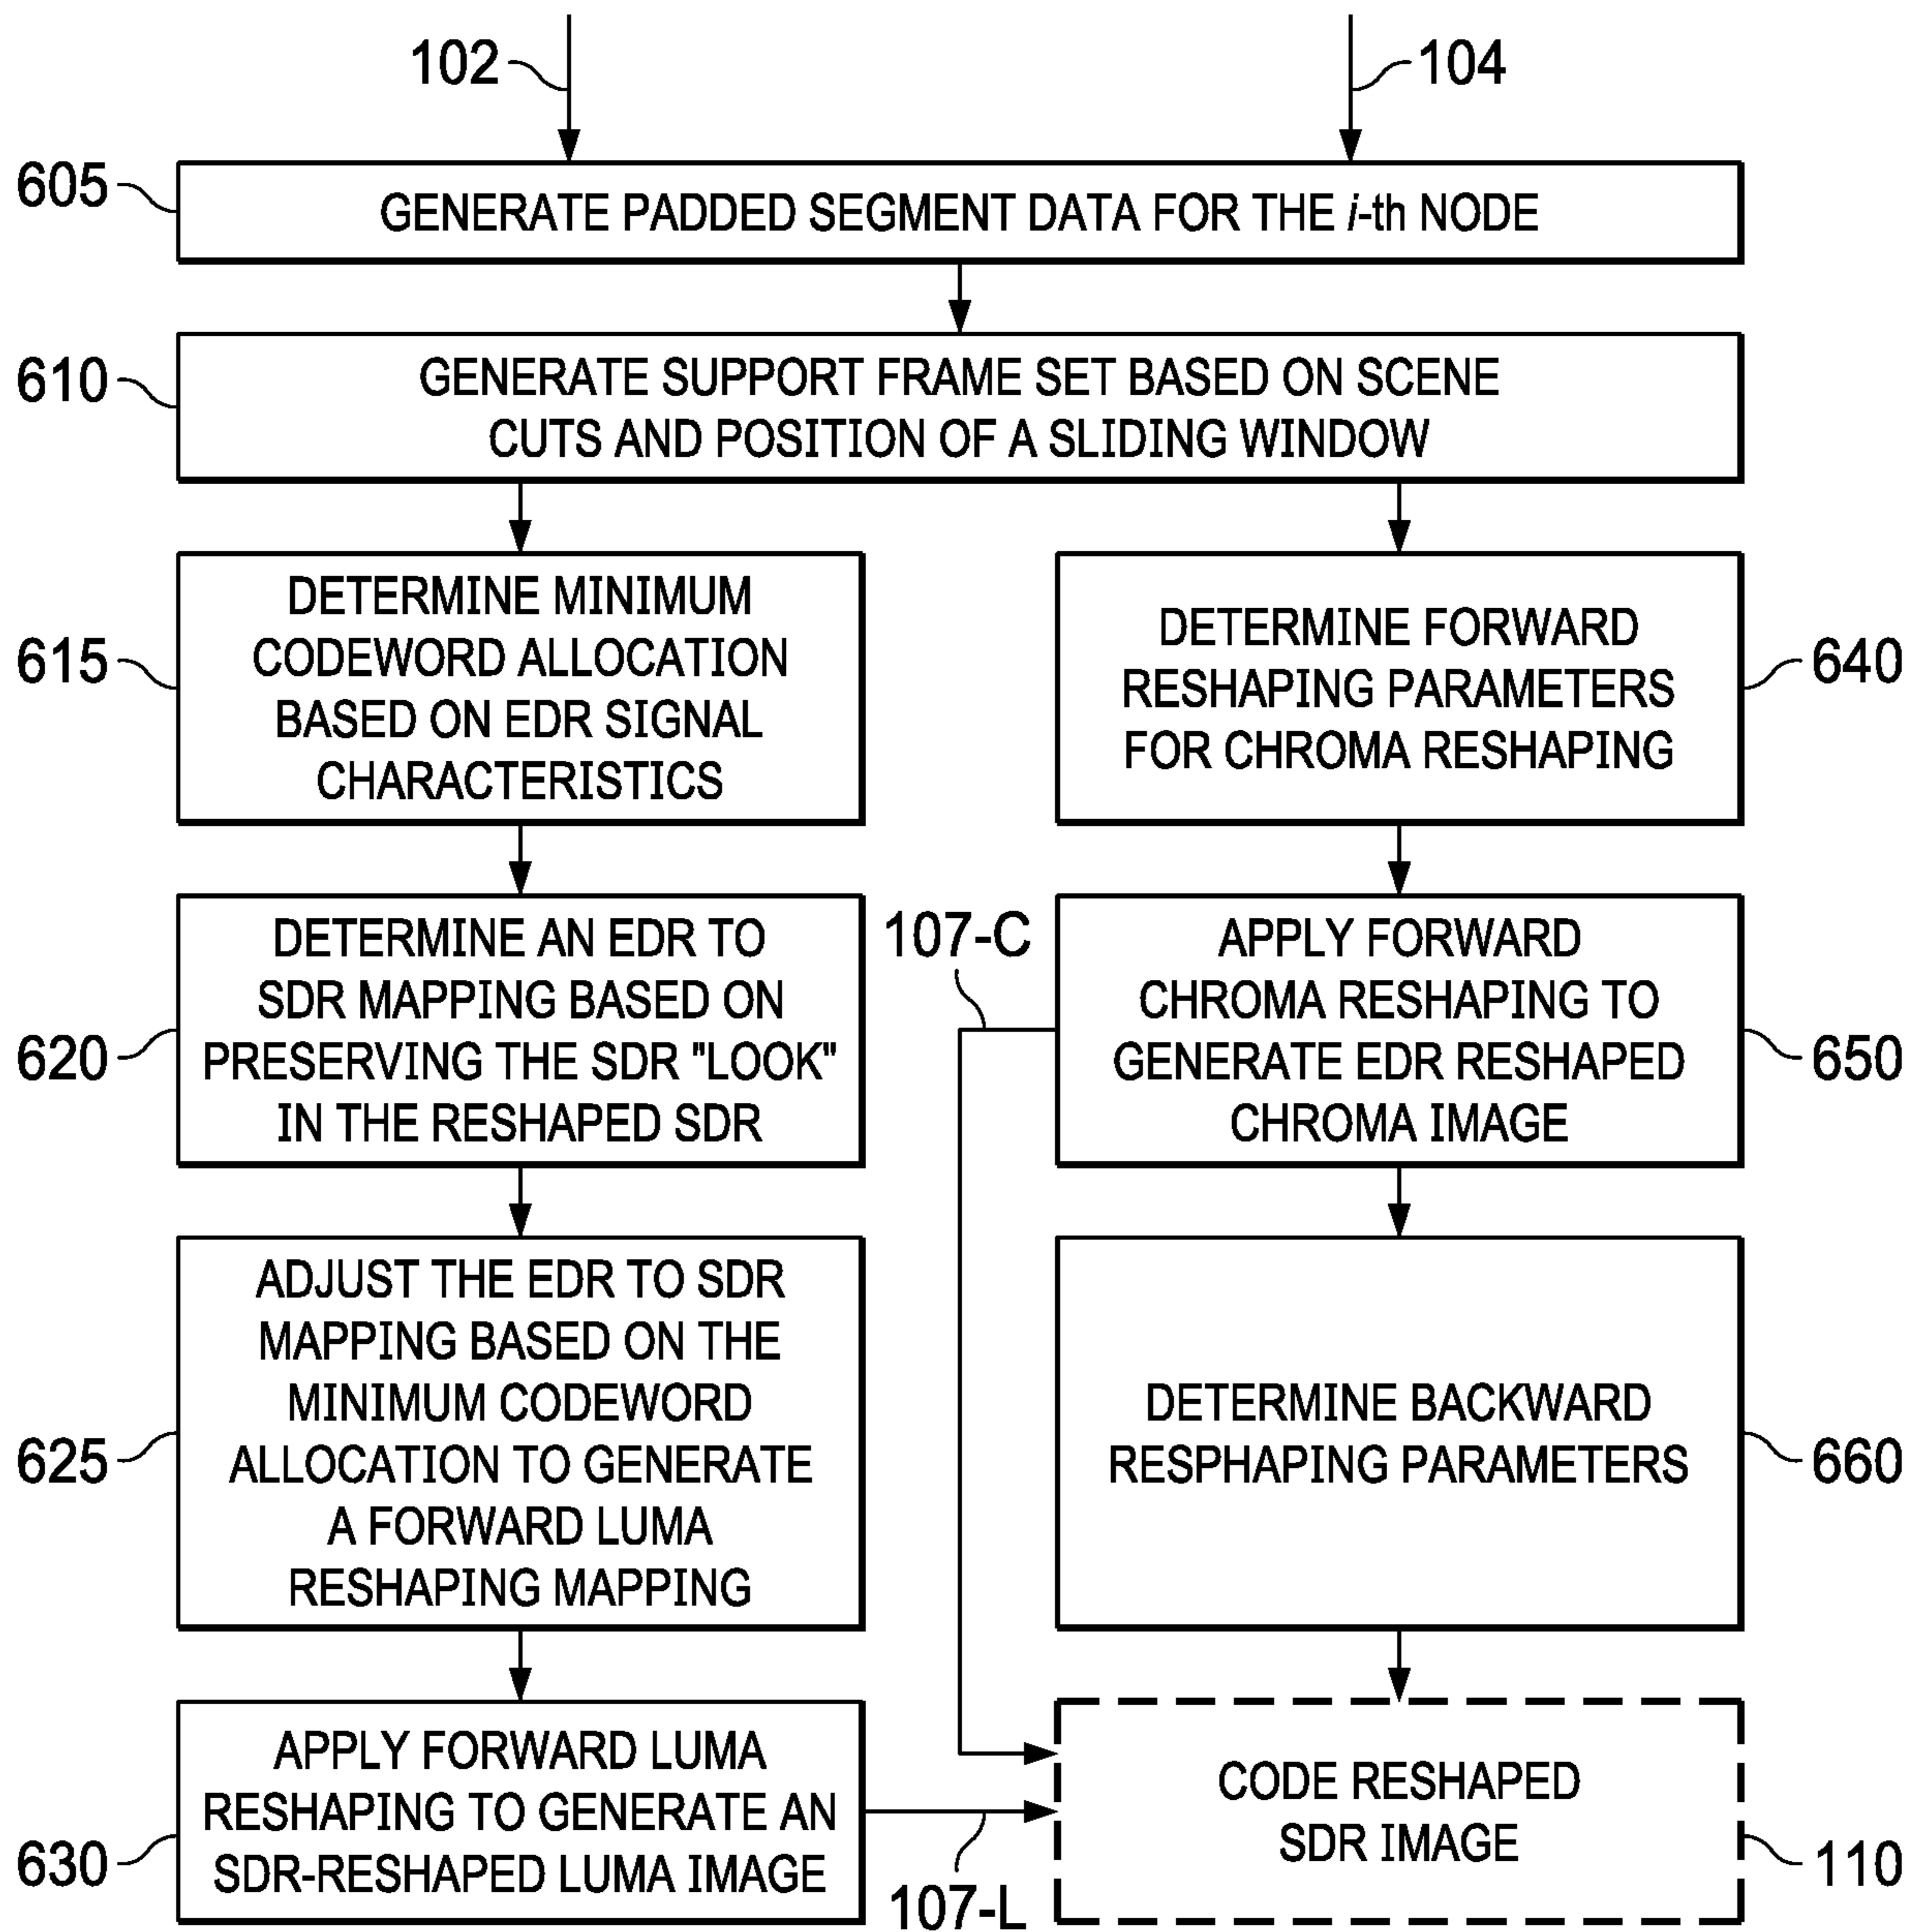 102
104
605
GENERATE PADDED SEGMENT DATA FOR THE i-th NODE
610
GENERATE SUPPORT FRAME SET BASED ON SCENE
CUTS AND POSITION OF A SLIDING WINDOW
615
DETERMINE MINIMUM
CODEWORD ALLOCATION
BASED ON EDR SIGNAL
CHARACTERISTICS
DETERMINE FORWARD
RESHAPING PARAMETERS
FOR CHROMA RESHAPING
640
620
DETERMINE AN EDR TO
SDR MAPPING BASED ON
PRESERVING THE SDR "LOOK"
IN THE RESHAPED SDR
107-C
APPLY FORWARD
CHROMA RESHAPING TO
GENERATE EDR RESHAPED
CHROMA IMAGE
650
625
ADJUST THE EDR TO SDR
MAPPING BASED ON THE
MINIMUM CODEWORD
ALLOCATION TO GENERATE
A FORWARD LUMA
RESHAPING MAPPING
DETERMINE BACKWARD
RESPHAPING PARAMETERS
660
630
APPLY FORWARD LUMA
RESHAPING TO GENERATE AN
SDR-RESHAPED LUMA IMAGE
107-L
CODE RESHAPED
SDR IMAGE
110